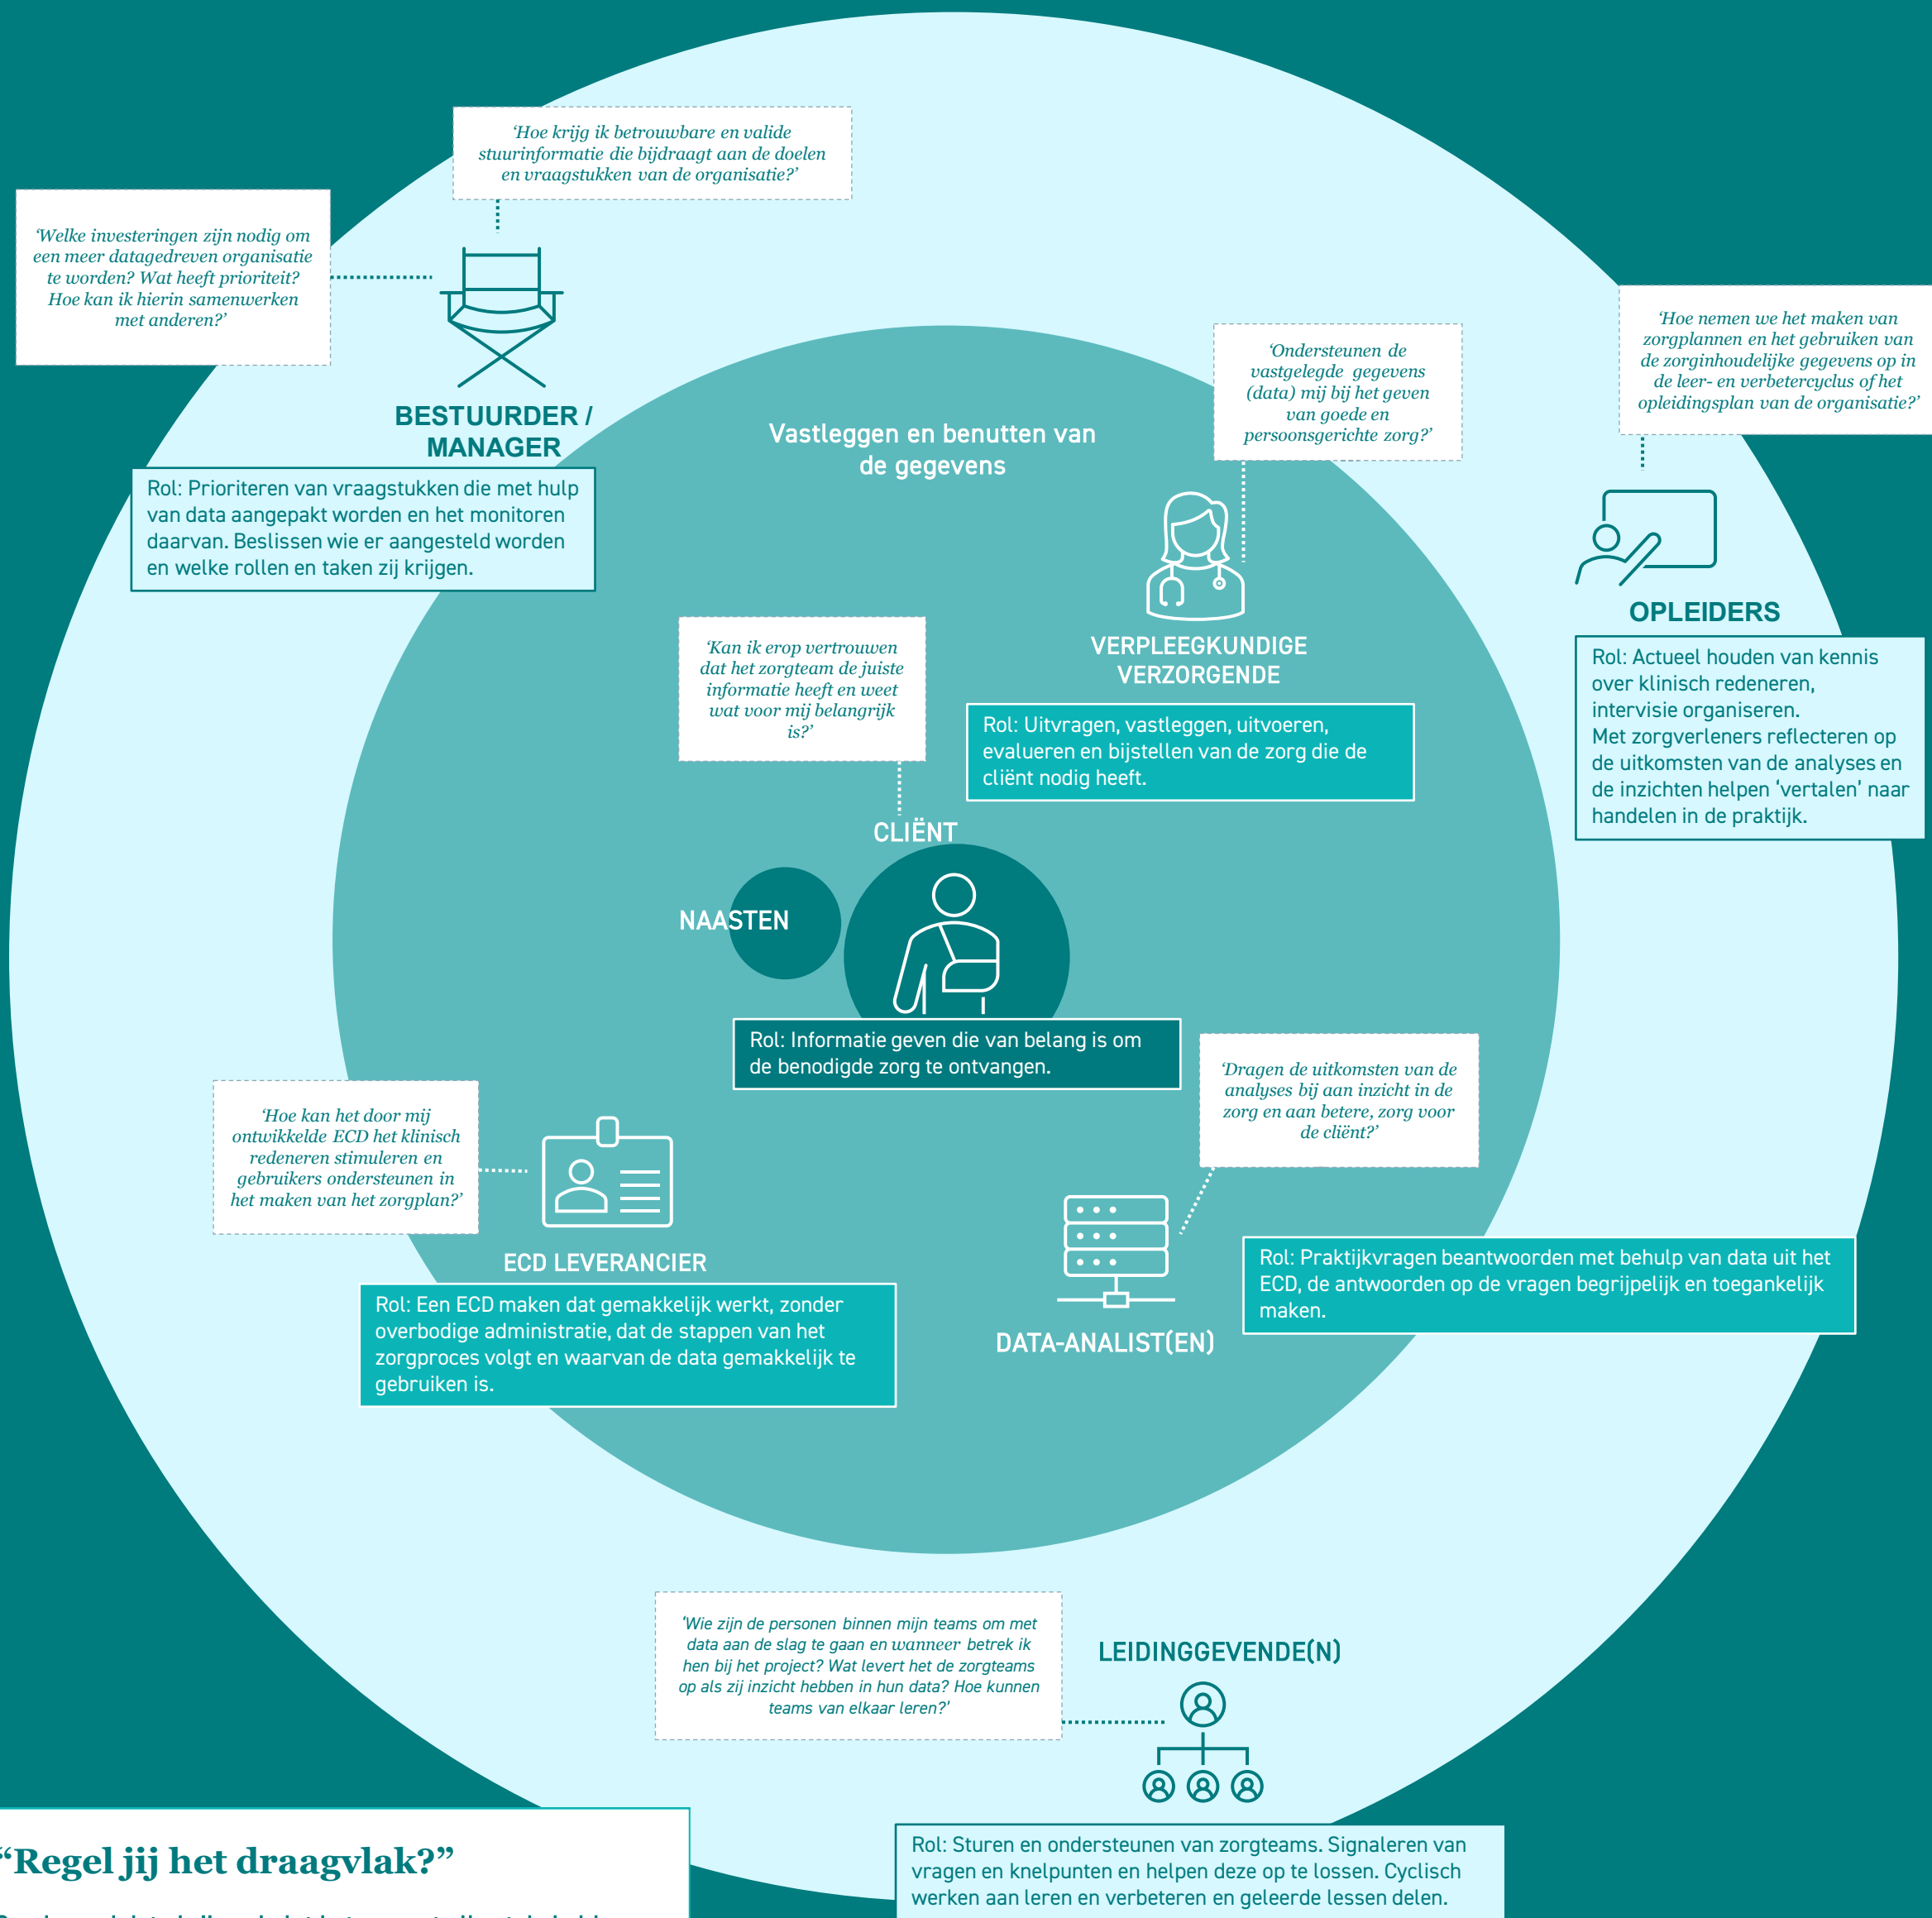 ‘Hoe krijg ik betrouwbare en valide
stuurinformatie die bijdraagt aan de doelen
en vraagstukken van de organisatie?’
‘Welke investeringen zijn nodig om
een meer datagedreven organisatie
te worden? Wat heeft prioriteit?
Hoe kan ik hierin samenwerken
met anderen?’
BESTUURDER /
MANAGER
Rol: Prioriteren van vraagstukken die met hulp
van data aangepakt worden en het monitoren
daarvan. Beslissen wie er aangesteld worden
en welke rollen en taken zij krijgen.
Vastleggen en benutten van
de gegevens
‘Ondersteunen de
vastgelegde gegevens
(data) mij bij het geven
van goede en
persoonsgerichte zorg?’
VERPLEEGKUNDIGE
VERZORGENDE
Rol: Uitvragen, vastleggen, uitvoeren,
evalueren en bijstellen van de zorg die de
cliënt nodig heeft.
‘Hoe nemen we het maken van
zorgplannen en het gebruiken van
de zorginhoudelijke gegevens op in
de leer- en verbetercyclus of het
opleidingsplan van de organisatie?’
OPLEIDERS
Rol: Actueel houden van kennis
over klinisch redeneren,
intervisie organiseren.
Met zorgverleners reflecteren op
de uitkomsten van de analyses en
de inzichten helpen ‘vertalen’ naar
handelen in de praktijk.
‘Kan ik erop vertrouwen
dat het zorgteam de juiste
informatie heeft en weet
wat voor mij belangrijk
is?’
CLIËNT
NAASTEN
Rol: Informatie geven die van belang is om
de benodigde zorg te ontvangen.
‘Hoe kan het door mij
ontwikkelde ECD het klinisch
redeneren stimuleren en
gebruikers ondersteunen in
het maken van het zorgplan?’
ECD LEVERANCIER
Rol: Een ECD maken dat gemakkelijk werkt, zonder
overbodige administratie, dat de stappen van het
zorgproces volgt en waarvan de data gemakkelijk te
gebruiken is.
‘Dragen de uitkomsten van de
analyses bij aan inzicht in de
zorg en aan betere, zorg voor
de cliënt?’
DATA-ANALIST(EN)
Rol: Praktijkvragen beantwoorden met behulp van data uit het
ECD, de antwoorden op de vragen begrijpelijk en toegankelijk
maken.
‘Wie zijn de personen binnen mijn teams om met
data aan de slag te gaan en wanneer betrek ik
hen bij het project? Wat levert het de zorgteams
op als zij inzicht hebben in hun data? Hoe kunnen
teams van elkaar leren?’
LEIDINGGEVENDE(N)
Rol: Sturen en ondersteunen van zorgteams. Signaleren van
vragen en knelpunten en helpen deze op te lossen. Cyclisch
werken aan leren en verbeteren en geleerde lessen delen.
“Regel jij het draagvlak?”